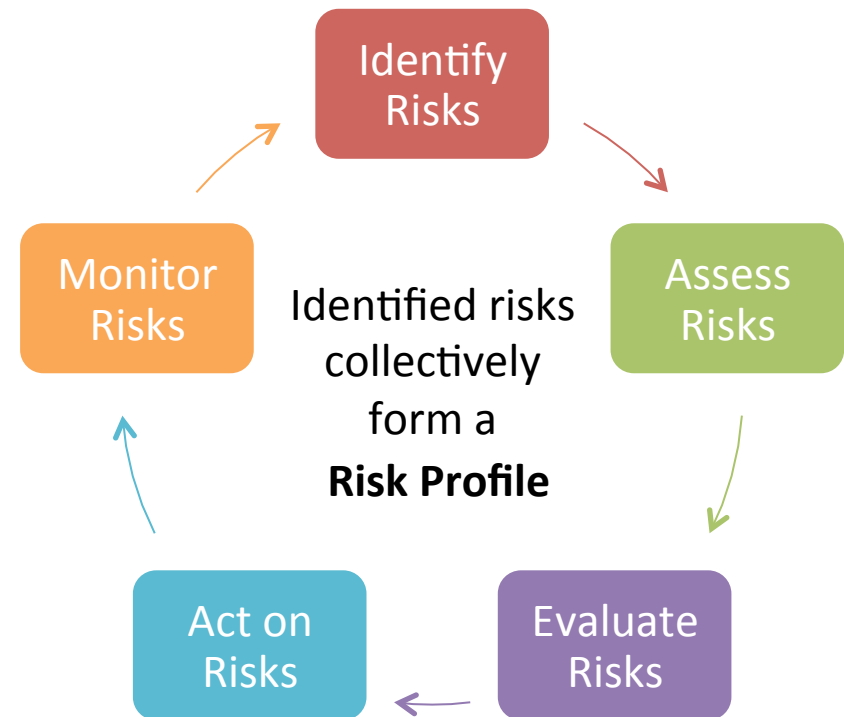 Identify
Risks
Assess
Risks
Evaluate
Risks
Act on
Risks
Monitor
Risks
Identified risks
collectively
form a
Risk Profile